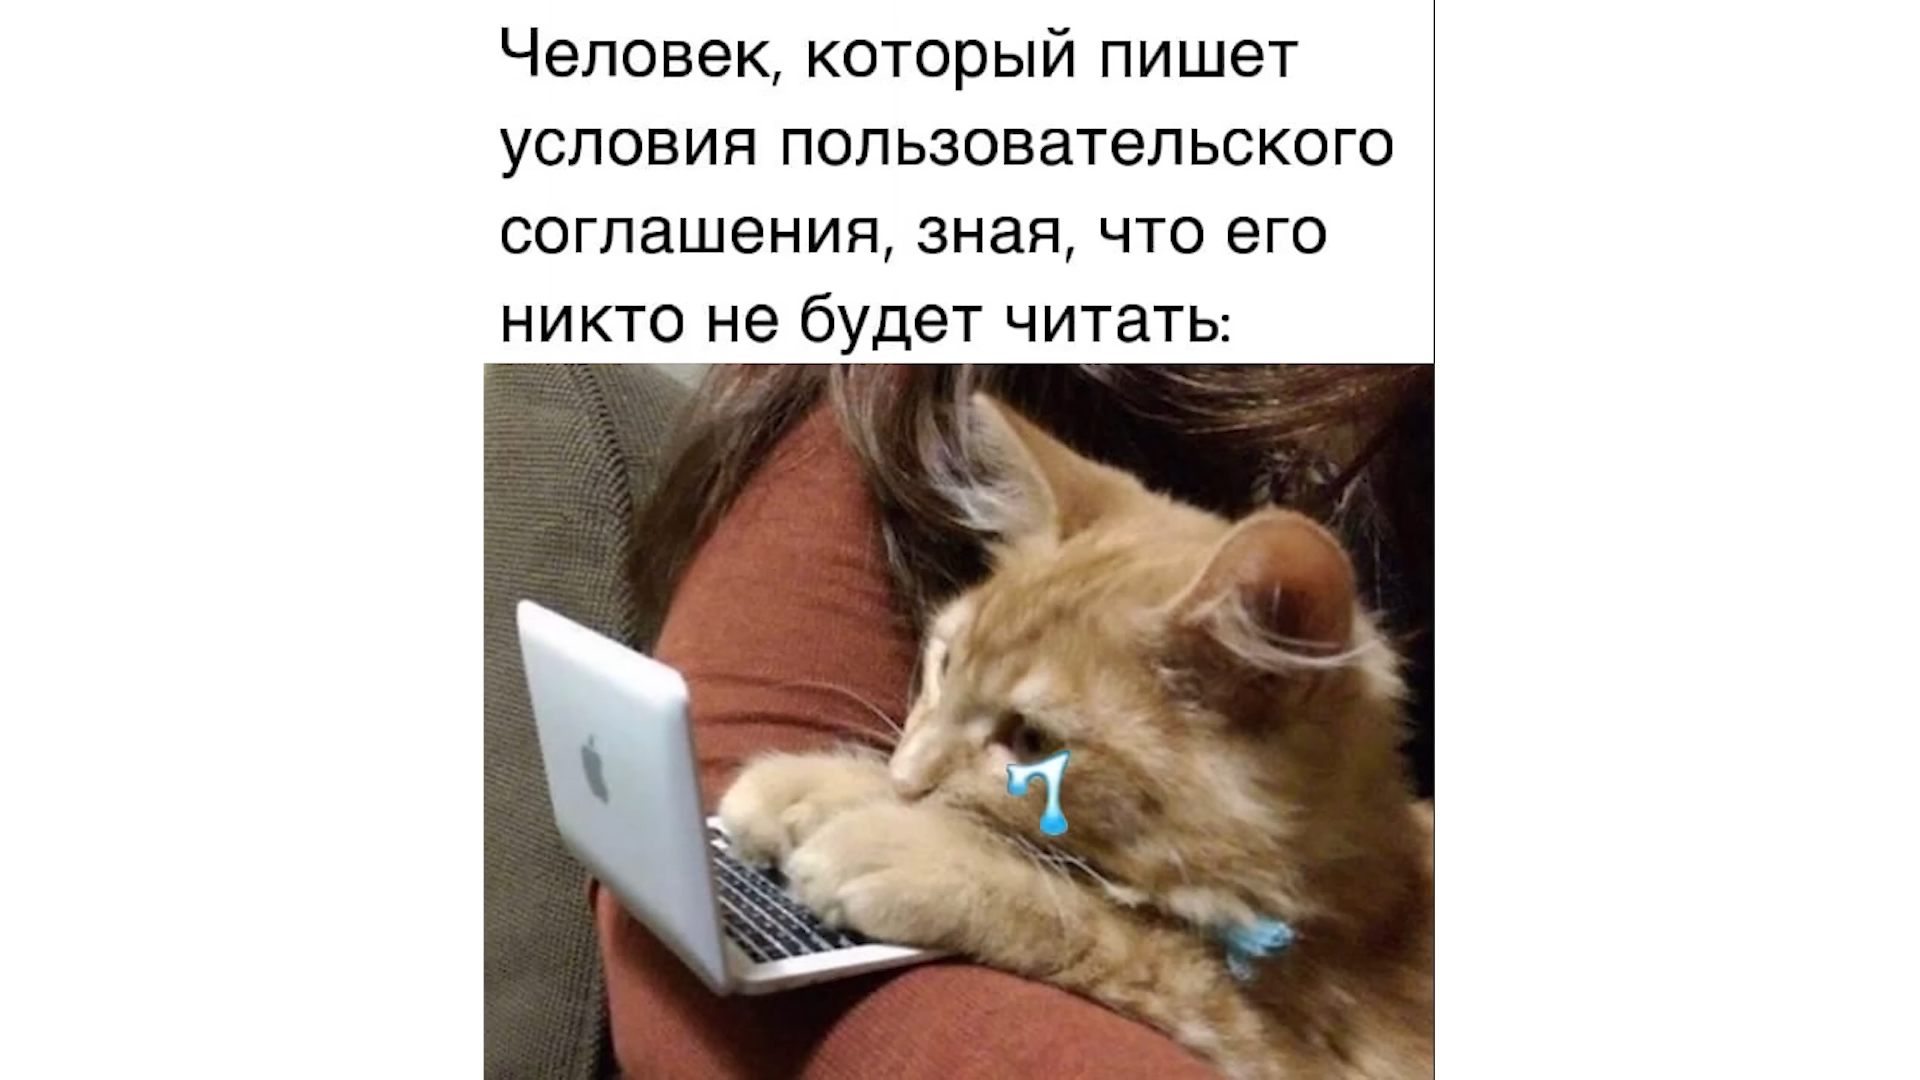 Человек, который пишет
условия пользовательского
соглашения, зная, что его
никто не будет читать: